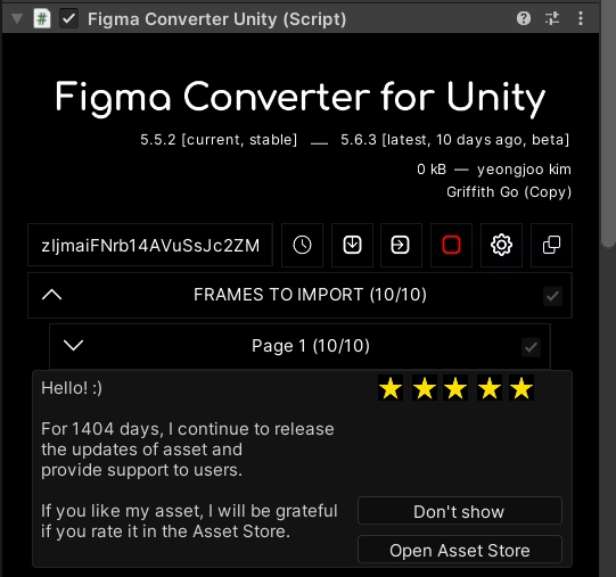 Figma Converter Unity (Script)
Figma Converter for Unity
5.5.2 [current, stable] — 5.6.3 [latest, 10 days ago, beta]
0 kB — yeongjoo kim
Griffith Go (Copy)
zIjmaiFNrb14AVuSsJc2ZM
FRAMES TO IMPORT (10/10)
Page 1 (10/10)
Hello! :)
For 1404 days, I continue to release
the updates of asset and
provide support to users.
If you like my asset, I will be grateful
if you rate it in the Asset Store.
Don't show
Open Asset Store